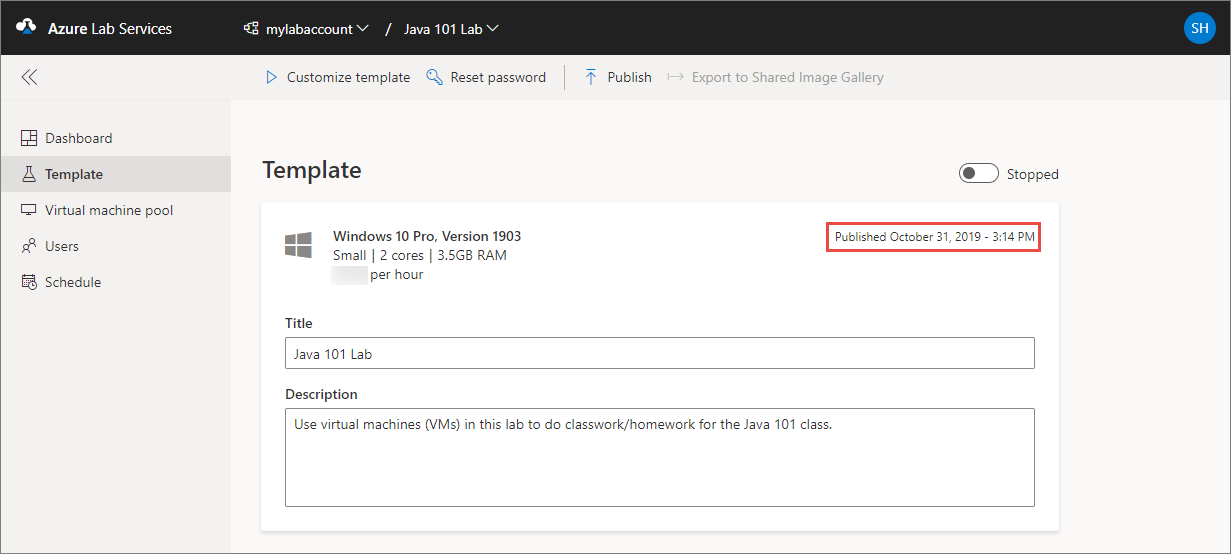 Azure Lab Services mylabaccount / Java 101 Lab SH
Customize template Reset password Publish Export to Shared Image Gallery
Dashboard
Template
Virtual machine pool
Users
Schedule
Template Stopped
Windows 10 Pro, Version 1903 Published October 31, 2019 - 3:14 PM
Small | 2 cores | 3.5GB RAM
per hour
Title
Java 101 Lab
Description
Use virtual machines (VMs) in this lab to do classwork/homework for the Java 101 class.